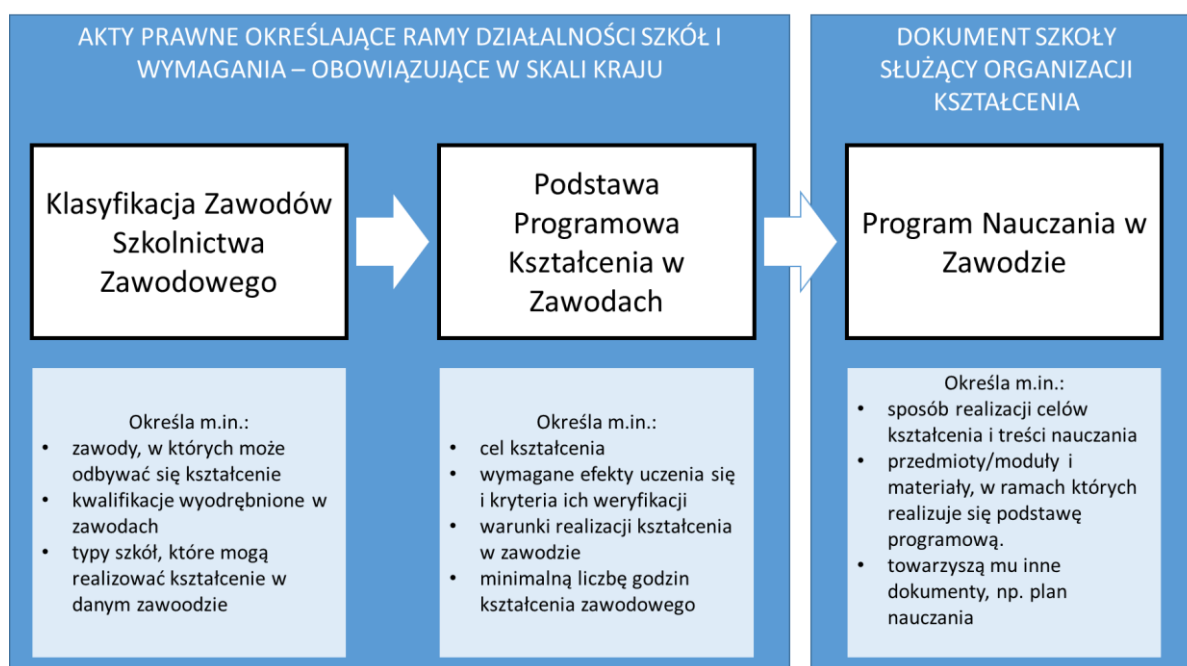 AKTY PRAWNE OKREŚLAJĄCE RAMY DZIAŁALNOŚCI SZKÓŁ I
WYMAGANIA – OBOWIĄZUJĄCE W SKALI KRAJU
DOKUMENT SZKOŁY
SŁUŻĄCY ORGANIZACJI
KSZTAŁCENIA
Klasyfikacja Zawodów
Szkolnictwa
Zawodowego
Podstawa
Programowa
Kształcenia w
Zawodach
Program Nauczania w
Zawodzie
Określa m.in.:
• zawody, w których może
odbywać się kształcenie
• kwalifikacje wyodrębnione w
zawodach
• typy szkół, które mogą
realizować kształcenie w
danym zawoodzie
Określa m.in.:
• cel kształcenia
• wymagane efekty uczenia się
i kryteria ich weryfikacji
• warunki realizacji kształcenia
w zawodzie
• minimalną liczbę godzin
kształcenia zawodowego
Określa m.in.:
• sposób realizacji celów
kształcenia i treści nauczania
• przedmioty/moduły i
materiały, w ramach których
realizuje się podstawę
programową.
• towarzyszą mu inne
dokumenty, np. plan
nauczania